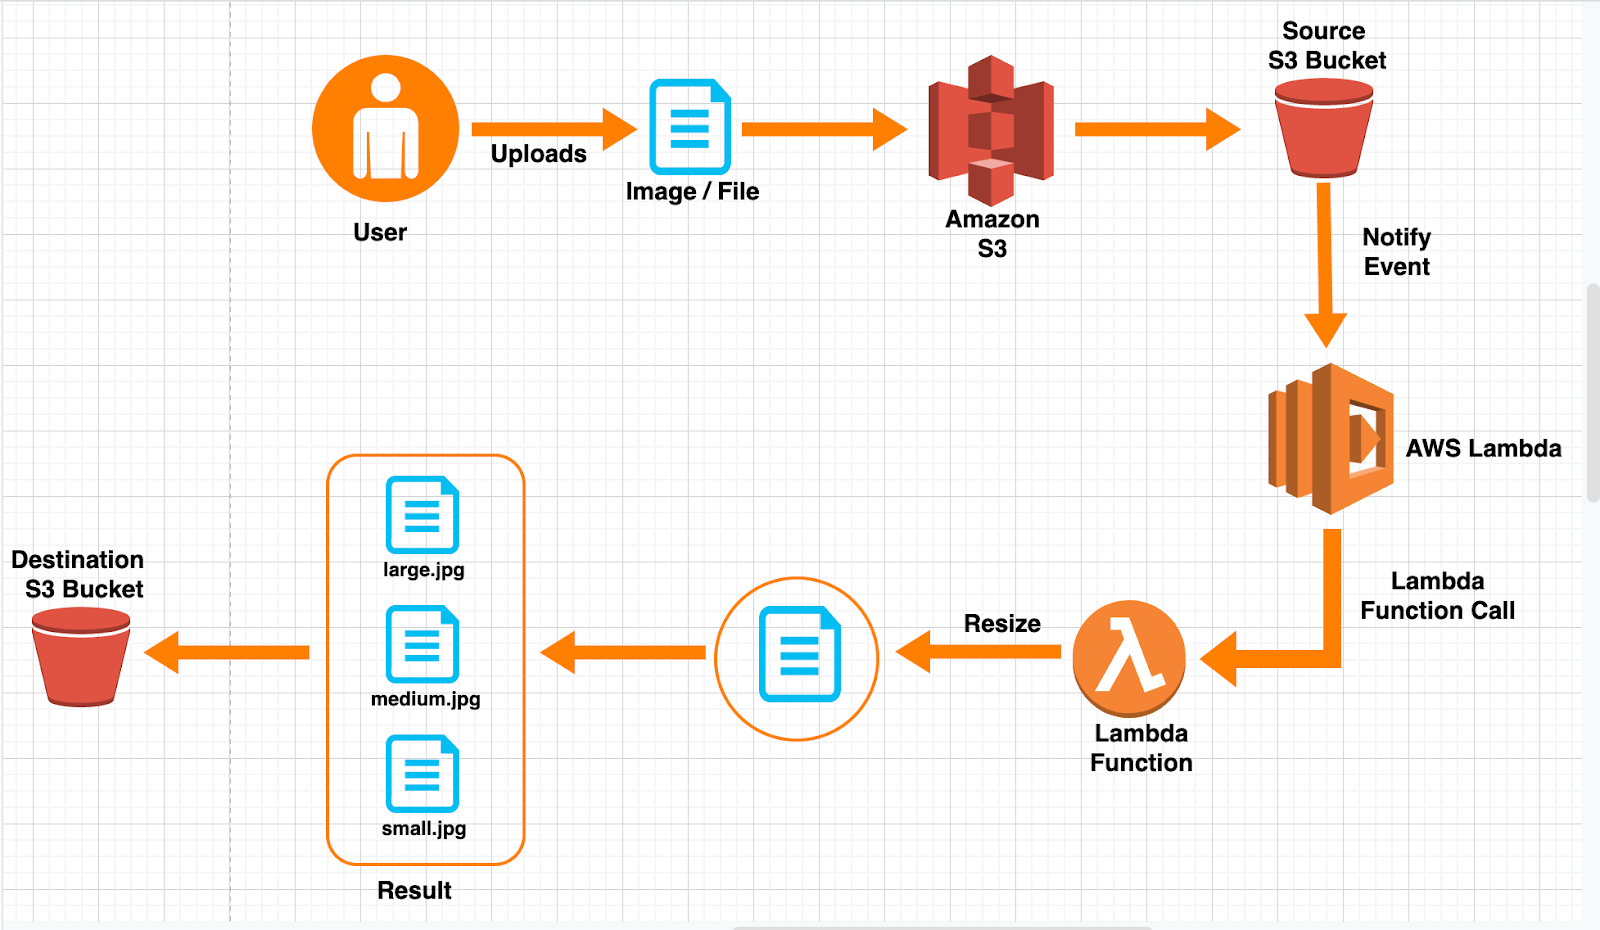 Source
S3 Bucket
Uploads
Image / File
User
Amazon
S3
Notify
Event
AWS Lambda
Lambda
Function Call
Lambda
Function
Resize
large.jpg
medium.jpg
small.jpg
Result
Destination
S3 Bucket